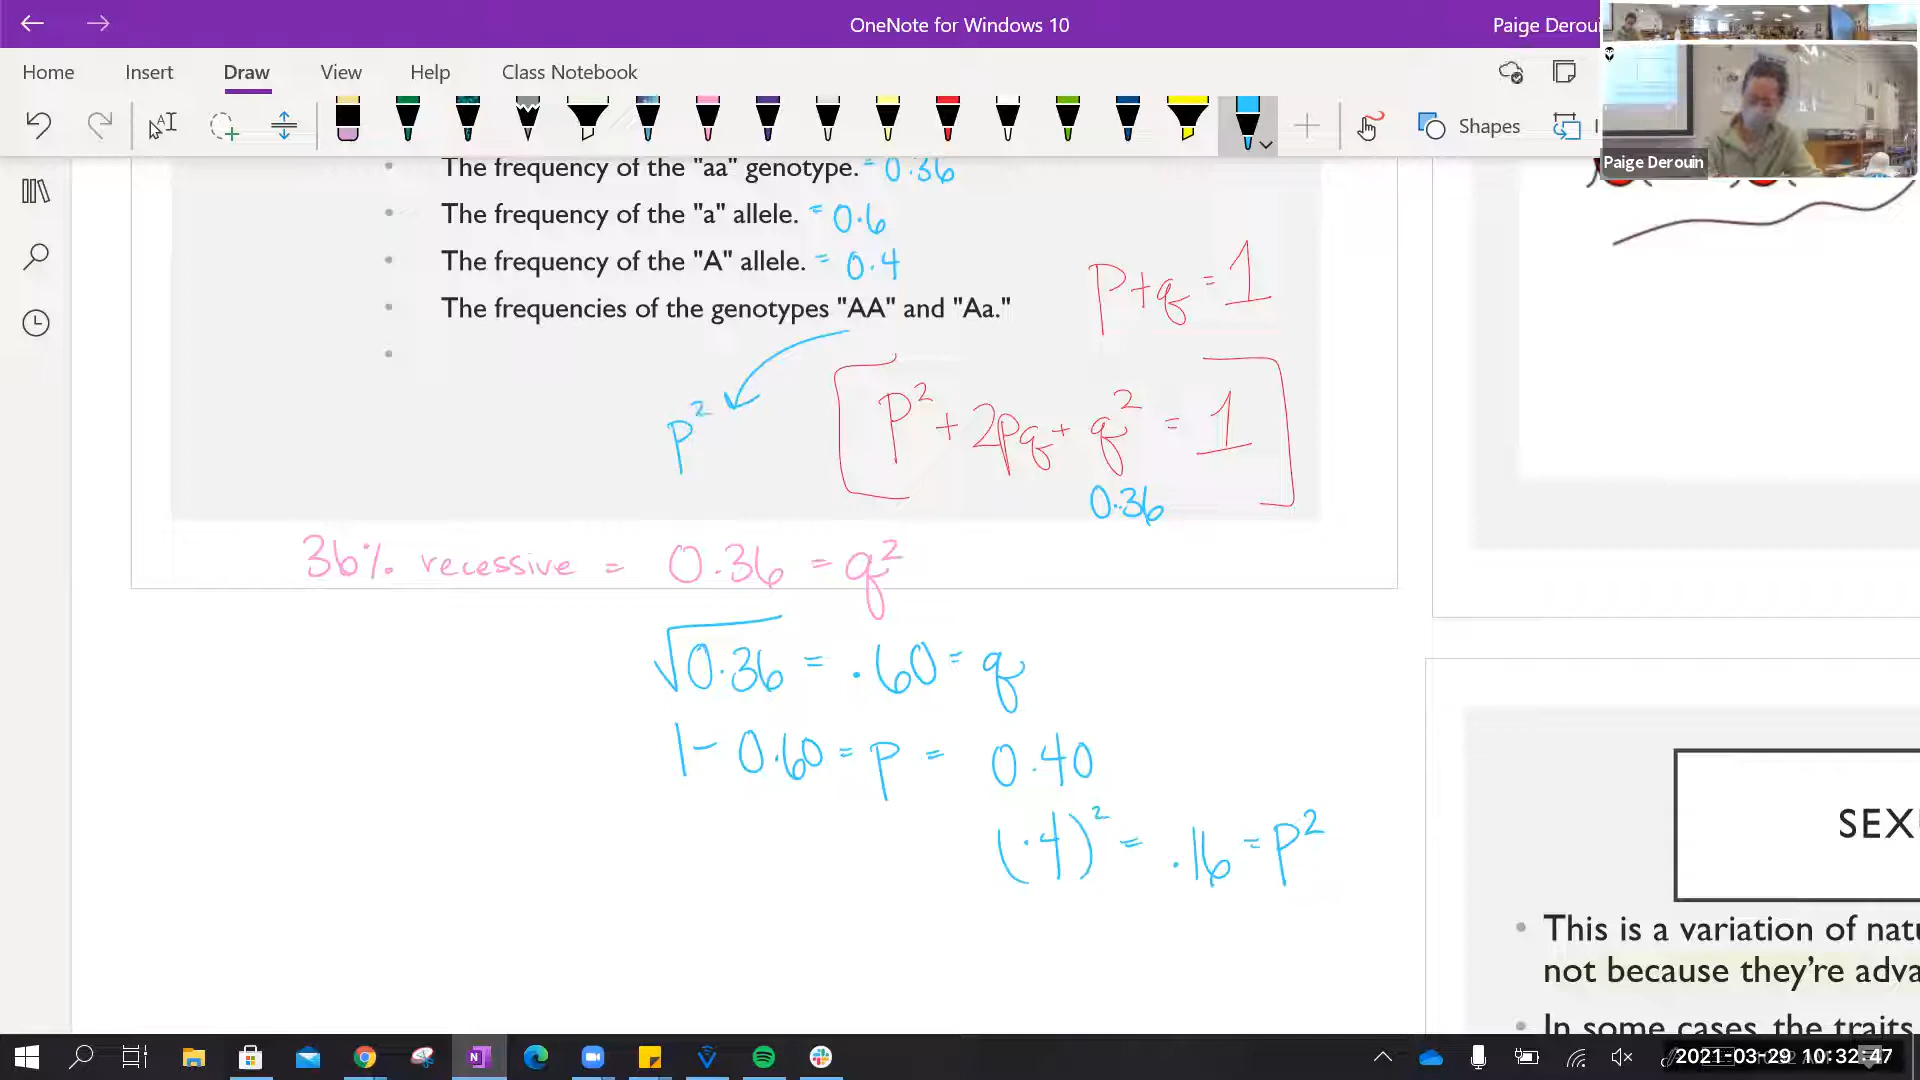 OneNote for Windows 10
Paige Deroui
Home Insert Draw View Help Class Notebook
Shapes
Paige Derouin
The frequency of the "aa" genotype. = 0.36
The frequency of the "a" allele. = 0.6
The frequency of the "A" allele. = 0.4
The frequencies of the genotypes "AA" and "Aa."
p+q=1
p²
p² + 2pq + q² = 1
0.36
36% recessive = 0.36 = q²
√0.36 = .60 = q
1 - 0.60 = p = 0.40
(.4)² = .16 = p²
SEX
This is a variation of natu
not because they're adva
In some cases, the traits
2021-03-29 10:32:47